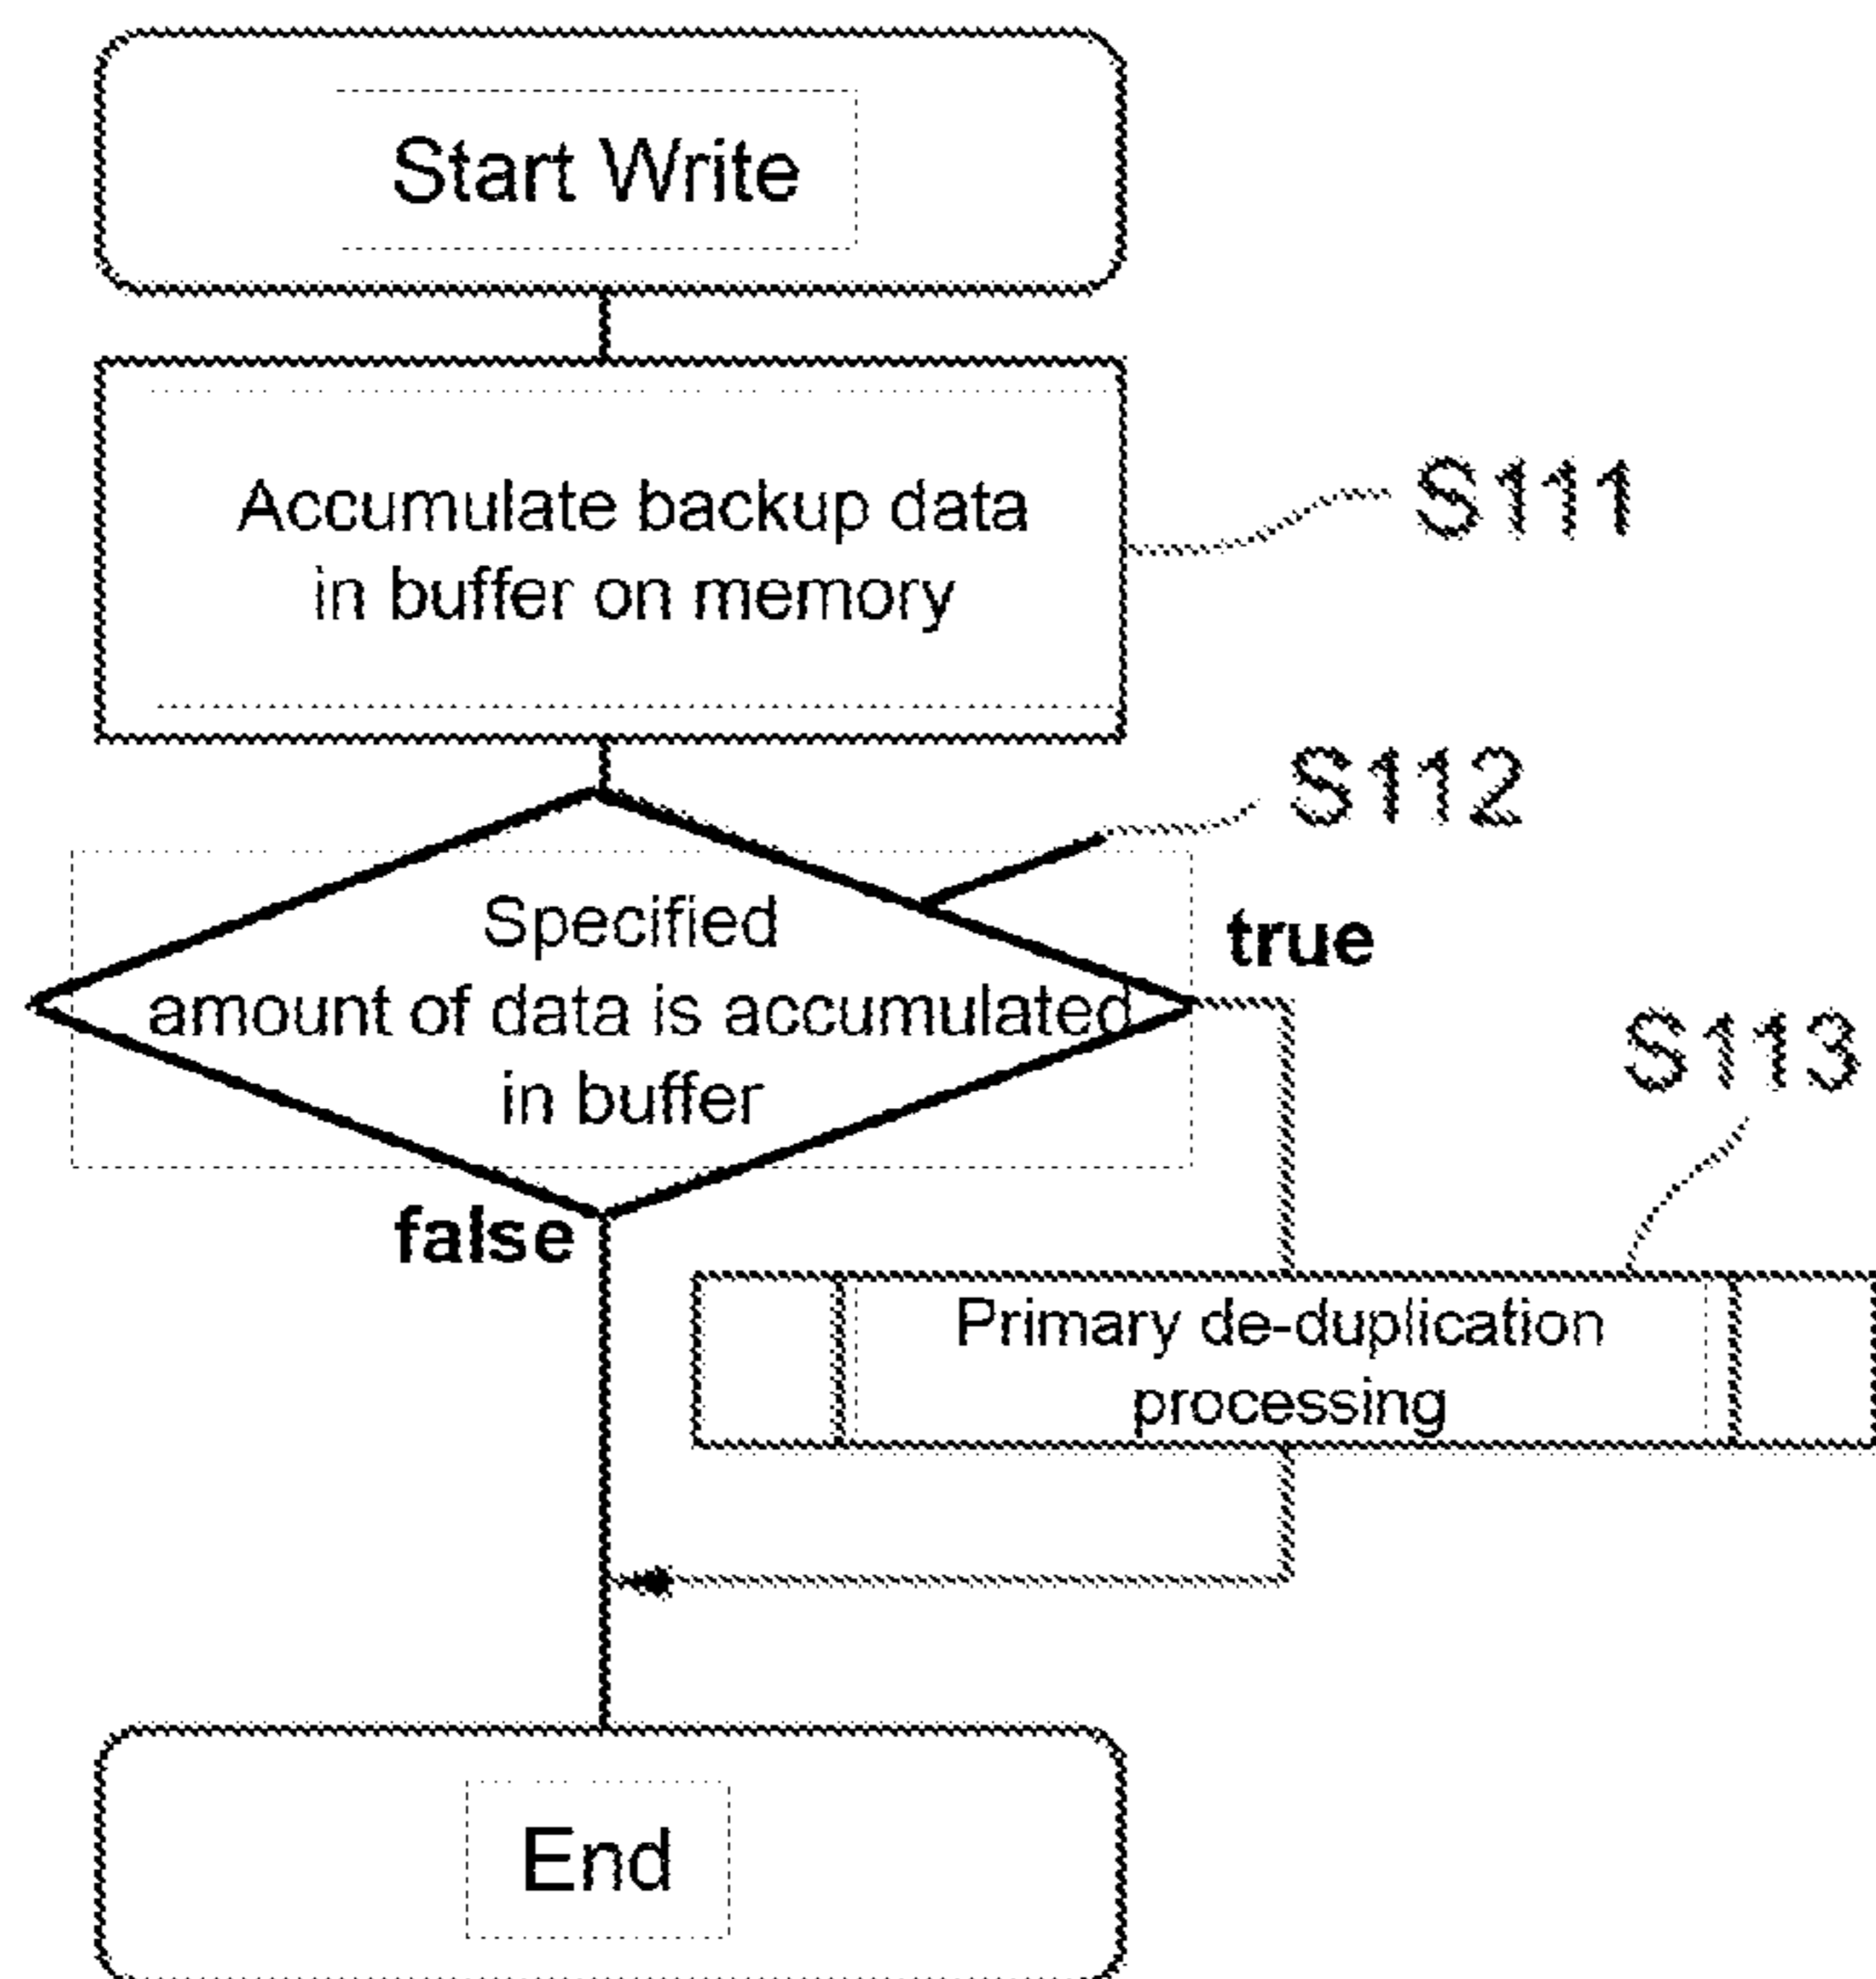 Start Write
Accumulate backup data
in buffer on memory
S111
S112
Specified
amount of data is accumulated
in buffer
true
S113
false
Primary de-duplication
processing
End